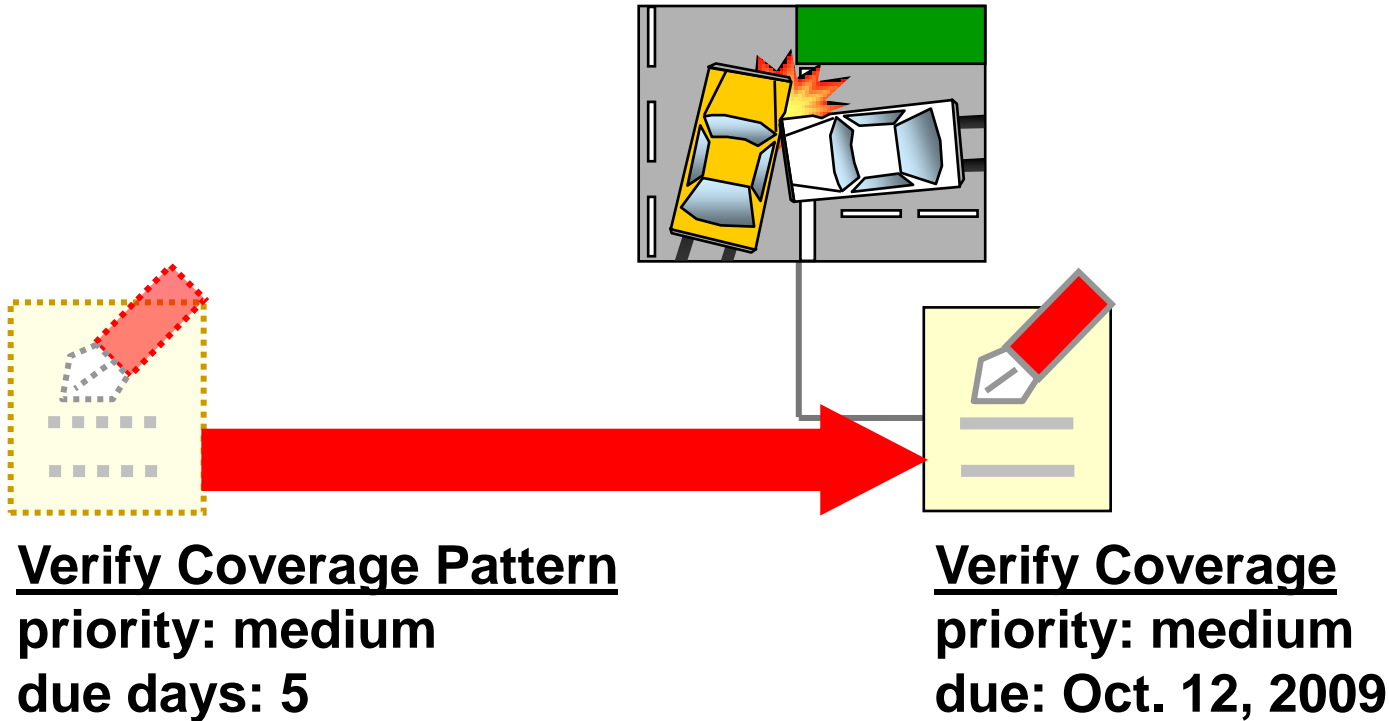 Verify Coverage Pattern
priority: medium
due days: 5
Verify Coverage
priority: medium
due: Oct. 12, 2009